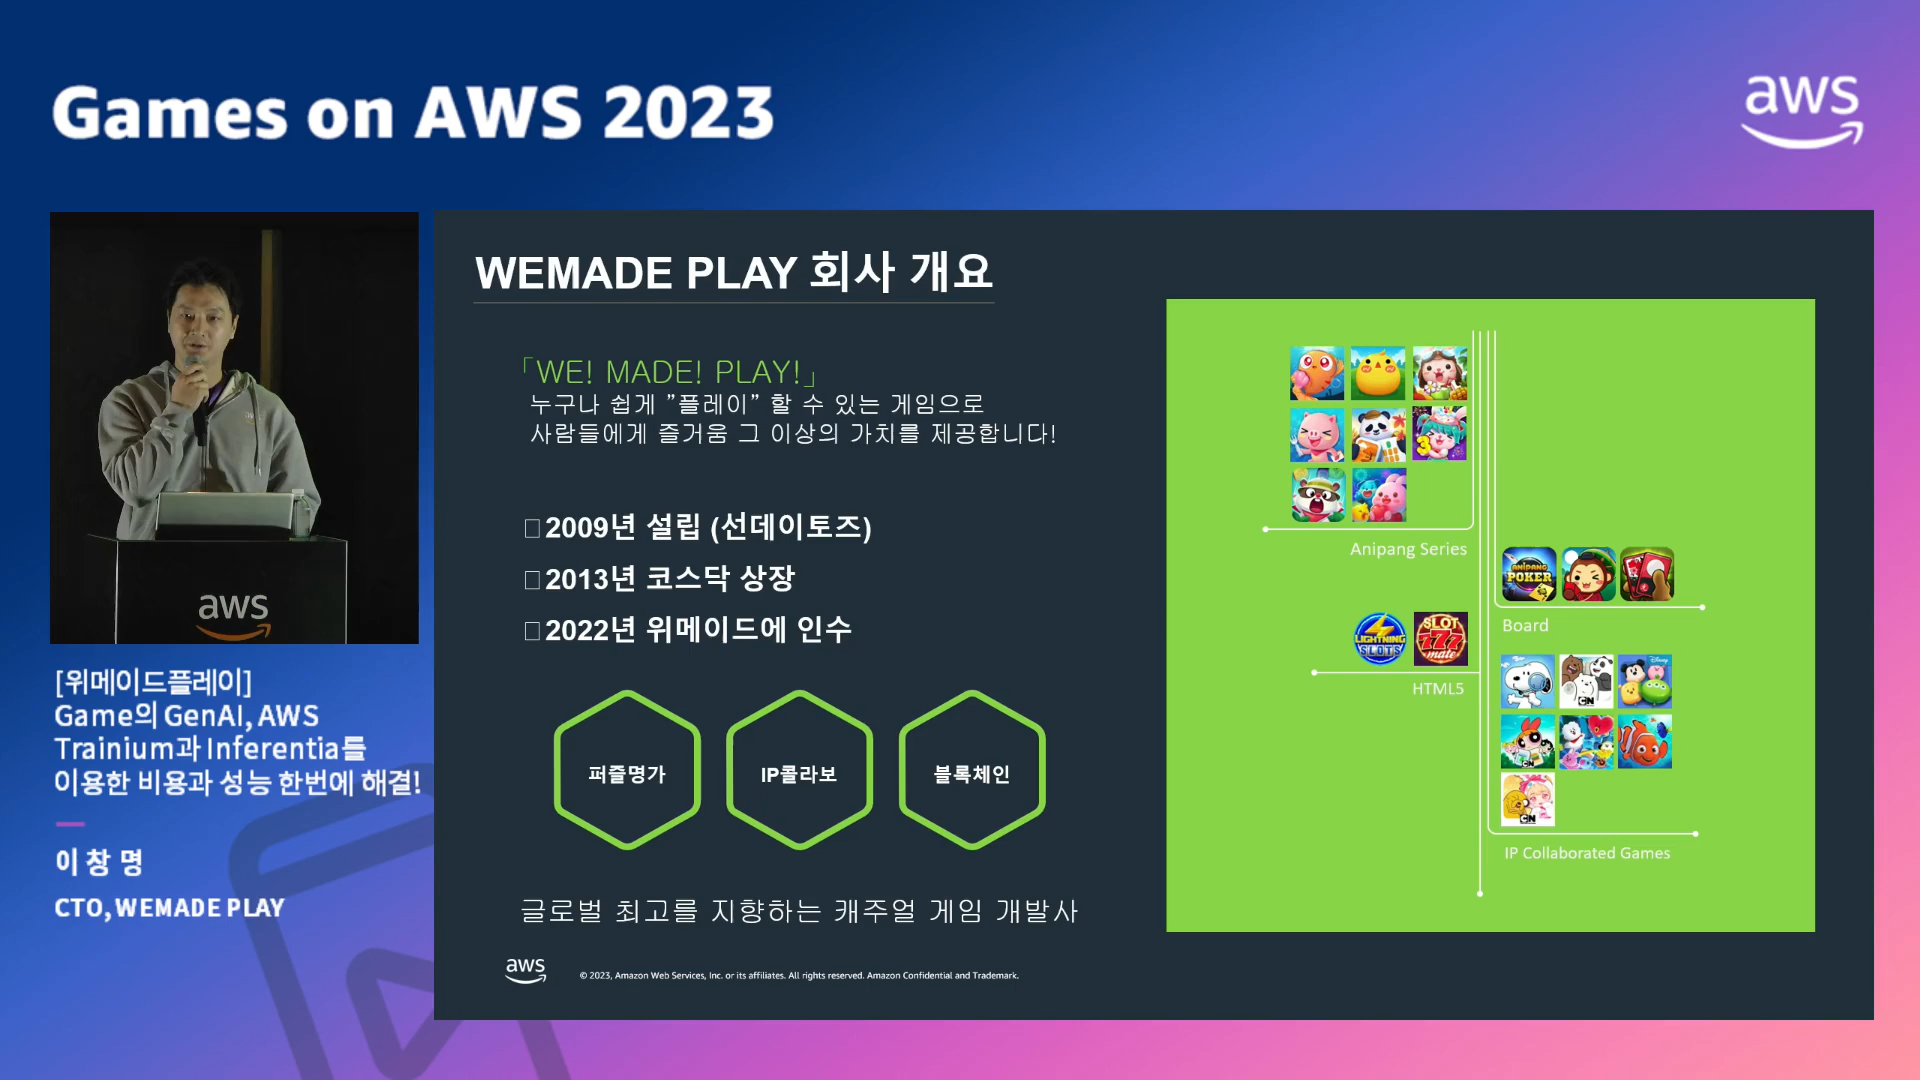 Games on AWS 2023
aws
aws
[위메이드플레이]
Game의 GenAI, AWS
Trainium과 Inferentia를
이용한 비용과 성능 한번에 해결!
이 창 명
CTO, WEMADE PLAY
WEMADE PLAY 회사 개요
「WE! MADE! PLAY!」
누구나 쉽게 ”플레이” 할 수 있는 게임으로
사람들에게 즐거움 그 이상의 가치를 제공합니다!
2009년 설립 (선데이토즈)
2013년 코스닥 상장
2022년 위메이드에 인수
퍼즐명가
IP콜라보
블록체인
글로벌 최고를 지향하는 캐주얼 게임 개발사
aws
© 2023, Amazon Web Services, Inc. or its affiliates. All rights reserved. Amazon Confidential and Trademark.
3
Anipang Series
ANIPANG
POKER
Board
LIGHTNING
SLOTS
SLOT
777
mate
HTML5
CN
Disney
CN
CN
IP Collaborated Games